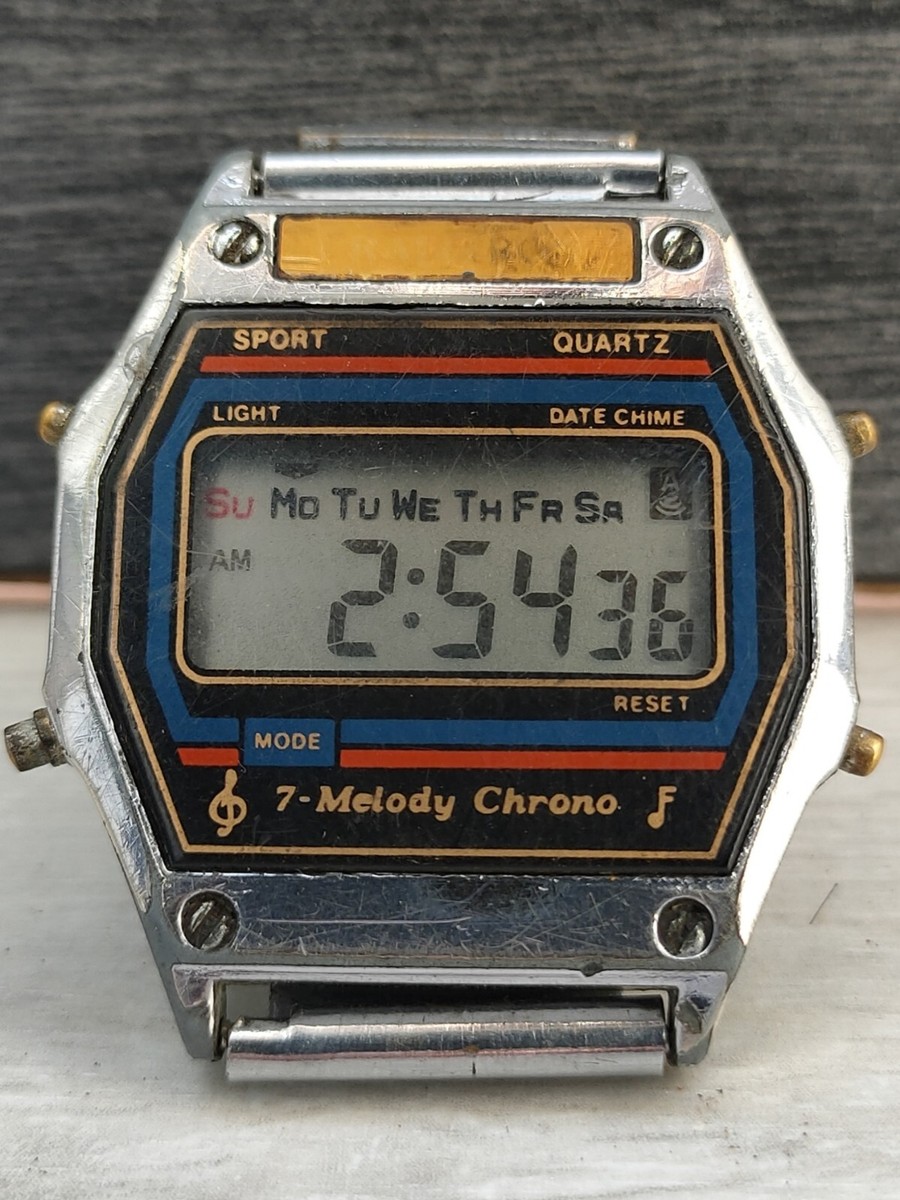 SPORT QUARTZ
LIGHT DATE CHIME
SU MO TU WE TH FR SA
AM 2:54 36
RESET
MODE
7-Melody Chrono